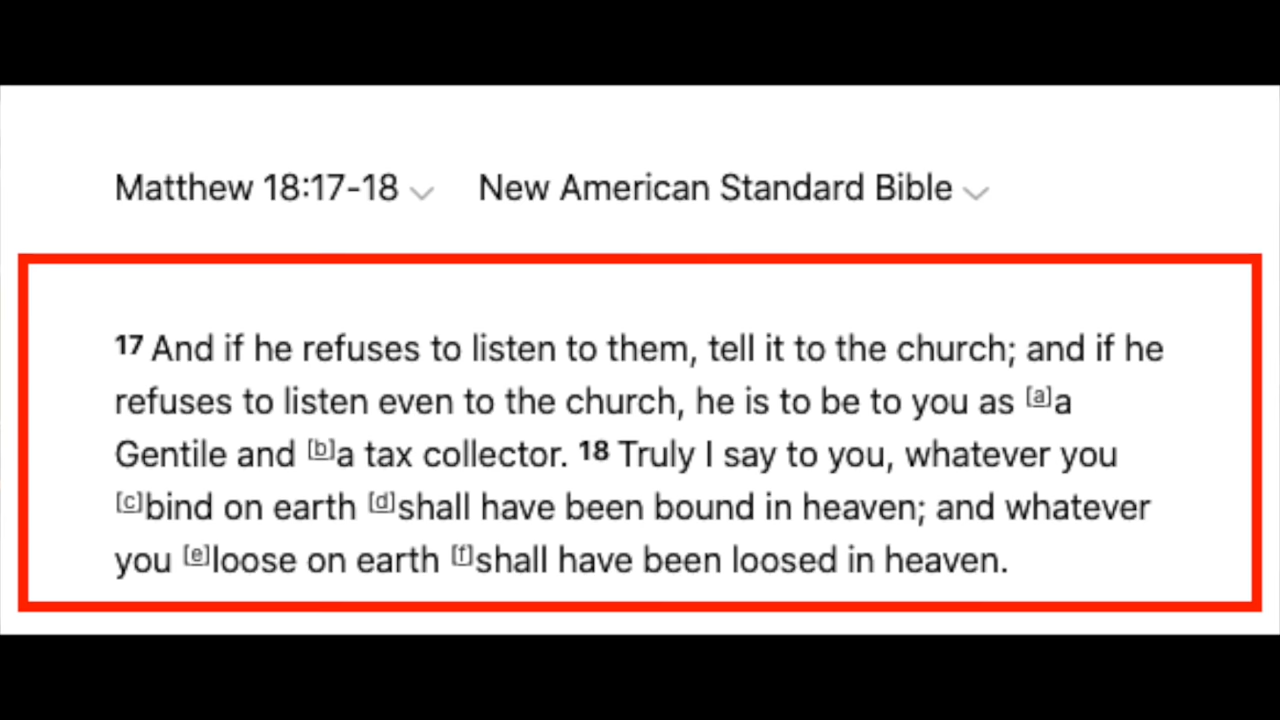 Matthew 18:17-18 New American Standard Bible
17 And if he refuses to listen to them, tell it to the church; and if he
refuses to listen even to the church, he is to be to you as [a]a
Gentile and [b]a tax collector. 18 Truly I say to you, whatever you
[c]bind on earth [d]shall have been bound in heaven; and whatever
you [e]loose on earth [f]shall have been loosed in heaven.